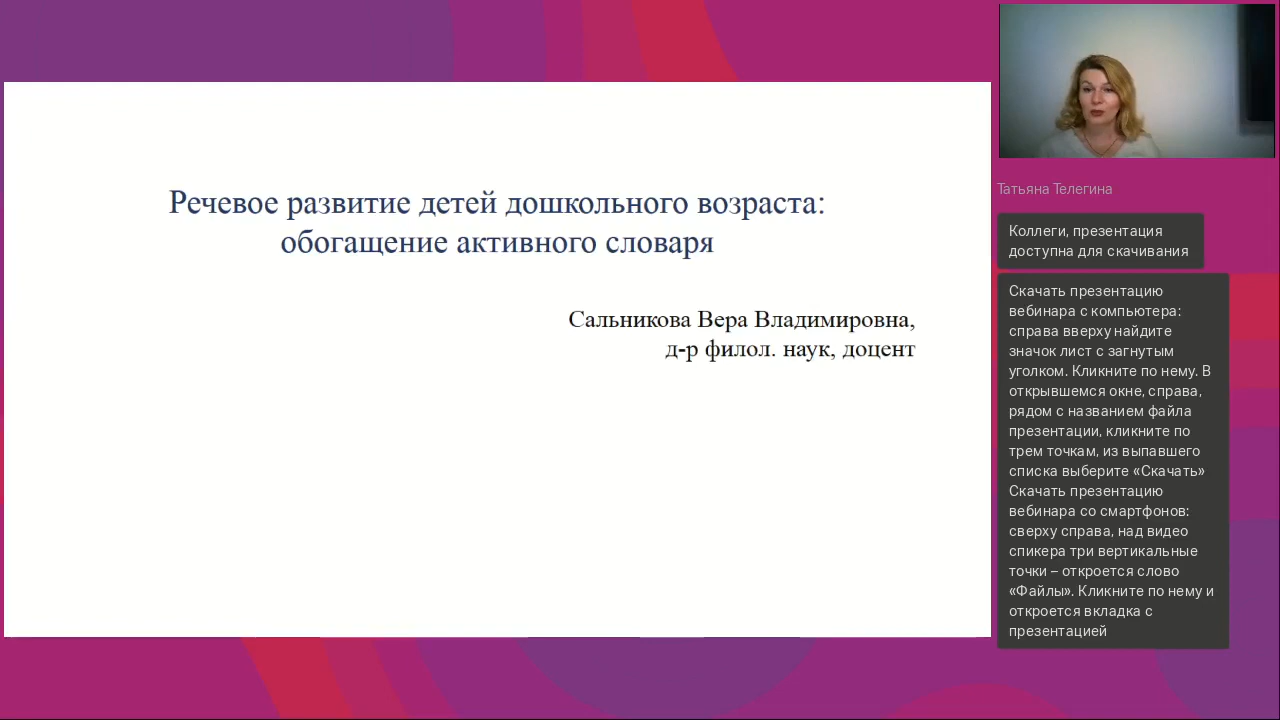 Речевое развитие детей дошкольного возраста:
обогащение активного словаря
Сальникова Вера Владимировна,
д-р филол. наук, доцент
Татьяна Телегина
Коллеги, презентация
доступна для скачивания
Скачать презентацию
вебинара с компьютера:
справа вверху найдите
значок лист с загнутым
уголком. Кликните по нему. В
открывшемся окне, справа,
рядом с названием файла
презентации, кликните по
трем точкам, из выпавшего
списка выберите «Скачать»
Скачать презентацию
вебинара со смартфонов:
сверху справа, над видео
спикера три вертикальные
точки – откроется слово
«Файлы». Кликните по нему и
откроется вкладка с
презентацией